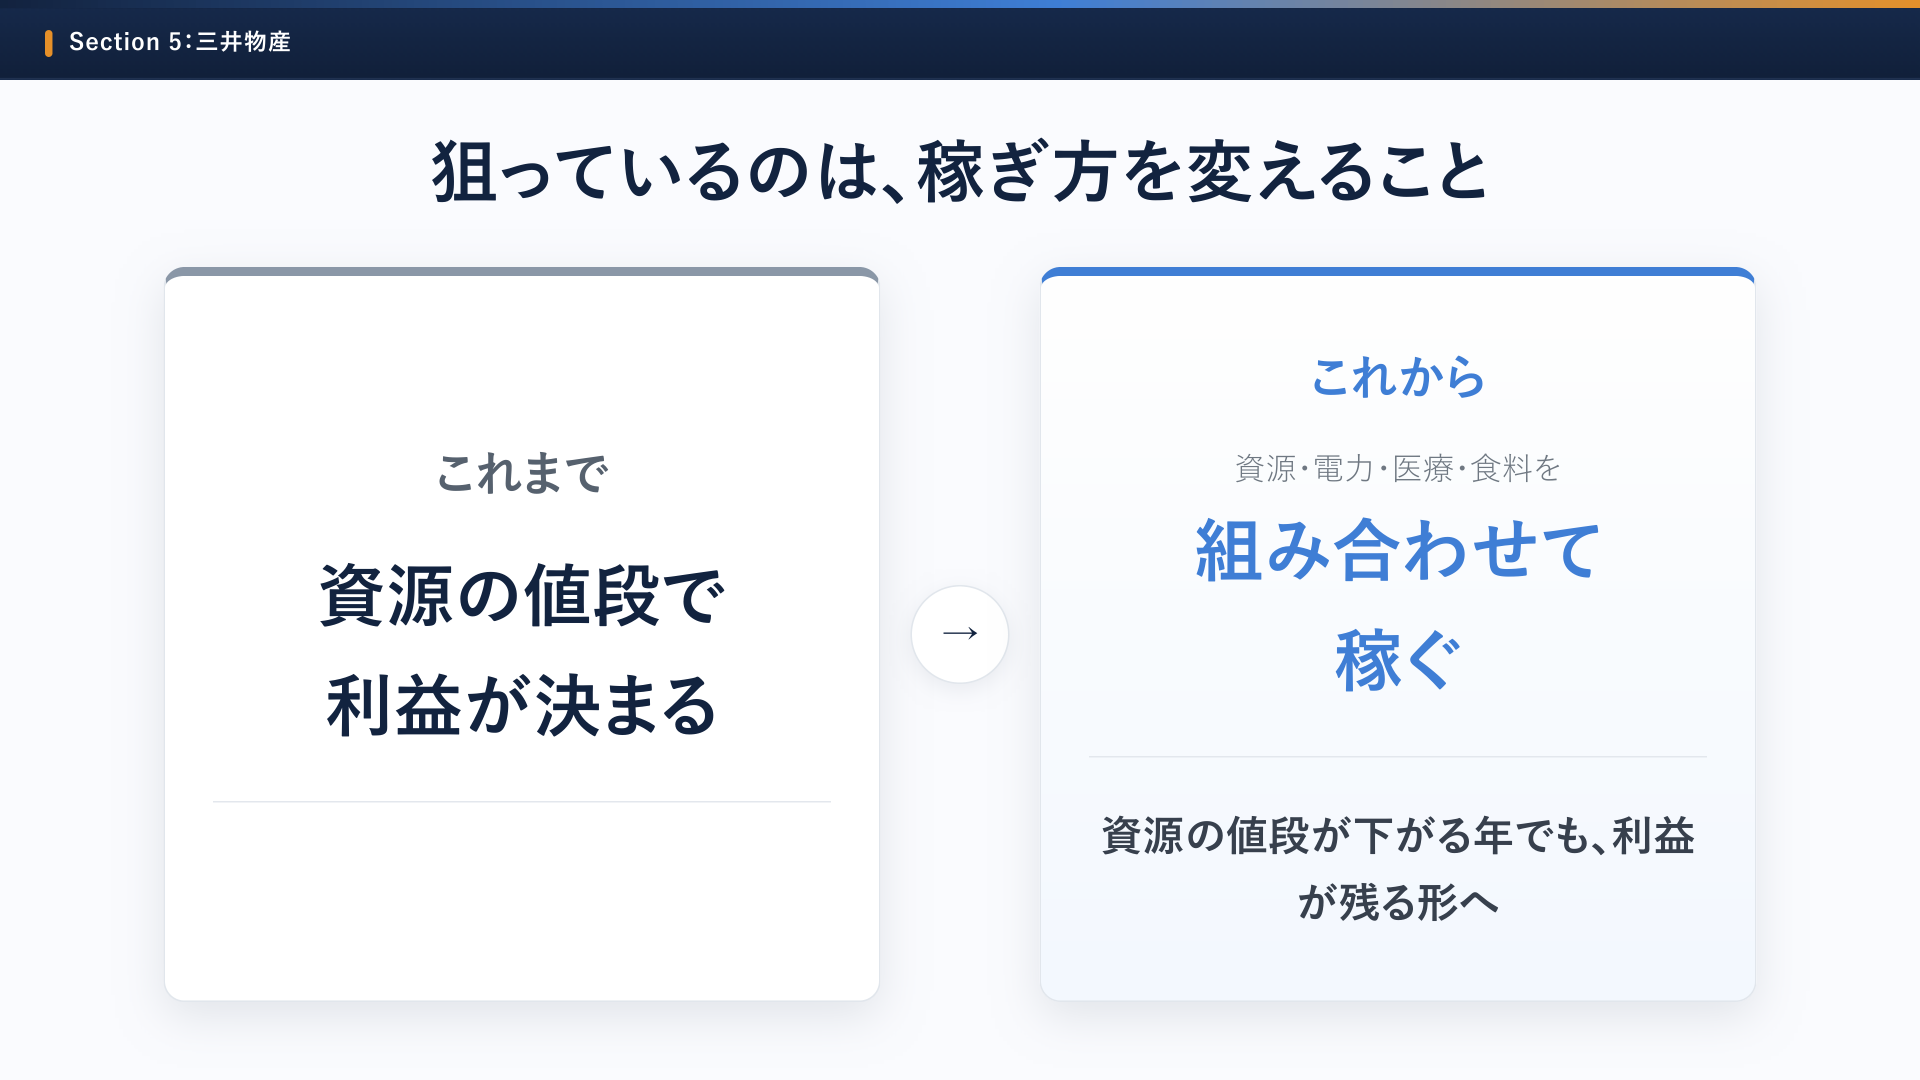 Section 5：三井物産
狙っているのは、稼ぎ方を変えること
これまで
資源の値段で
利益が決まる
→
これから
資源・電力・医療・食料を
組み合わせて
稼ぐ
資源の値段が下がる年でも、利益
が残る形へ